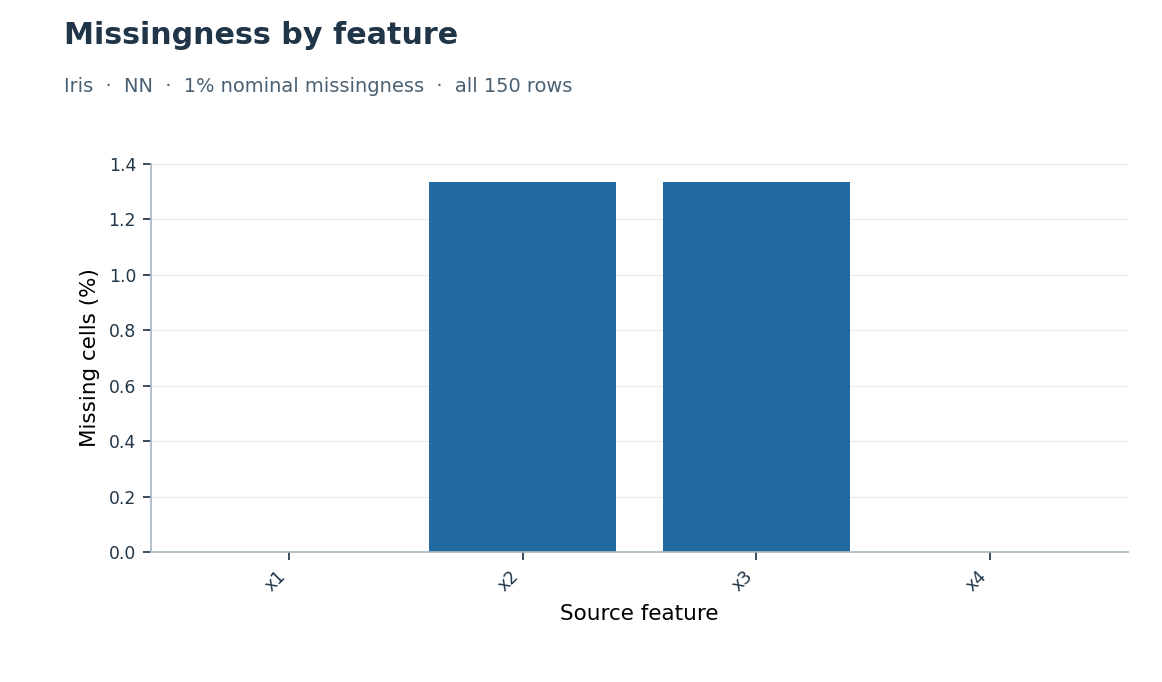 Missingness by feature
Iris · NN · 1% nominal missingness · all 150 rows
1.4
1.2
1.0
0.8
0.6
0.4
0.2
0.0
Missing cells (%)
x1 x2 x3 x4
Source feature